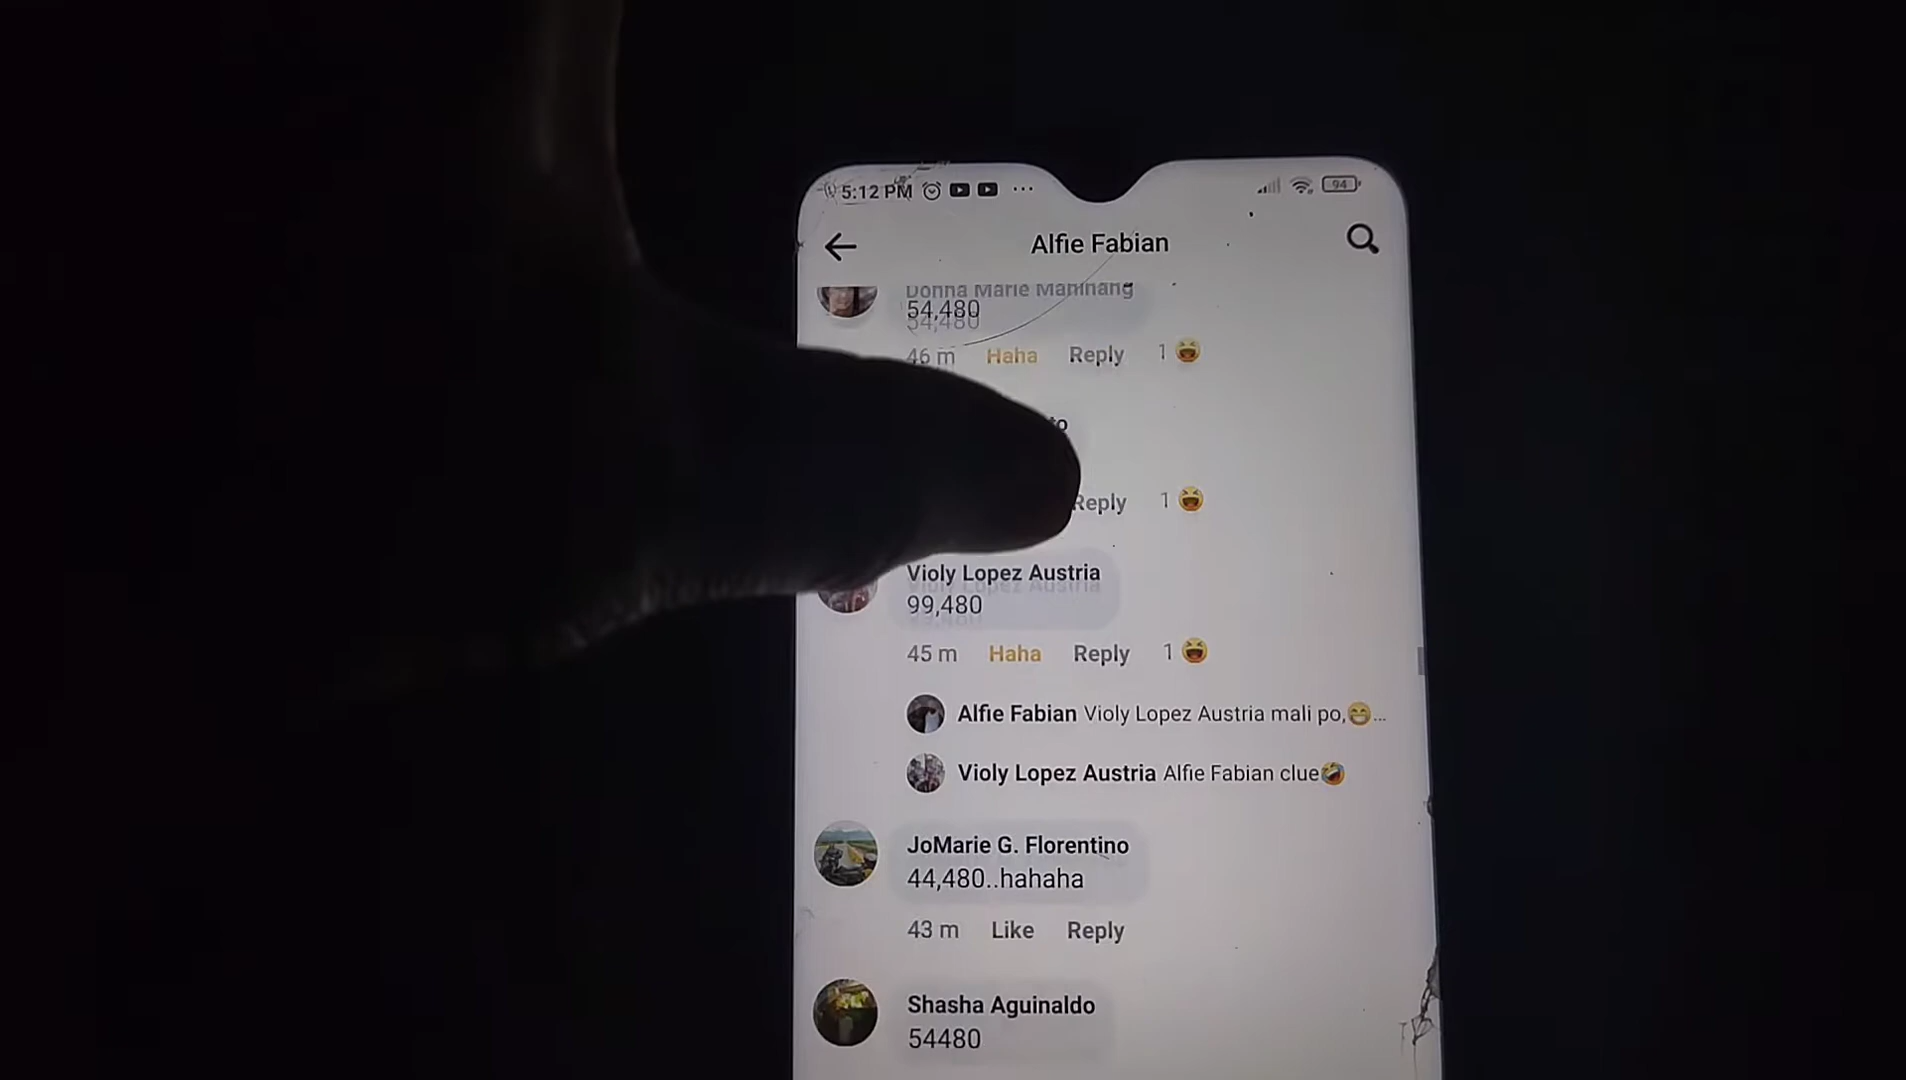 5:12 PM
94
Alfie Fabian
Donna Marie Maninang
54,480
46 m Haha Reply 1
to
Reply 1
Violy Lopez Austria
99,480
45 m Haha Reply 1
Alfie Fabian Violy Lopez Austria mali po,😁...
Violy Lopez Austria Alfie Fabian clue🤣
JoMarie G. Florentino
44,480..hahaha
43 m Like Reply
Shasha Aguinaldo
54480